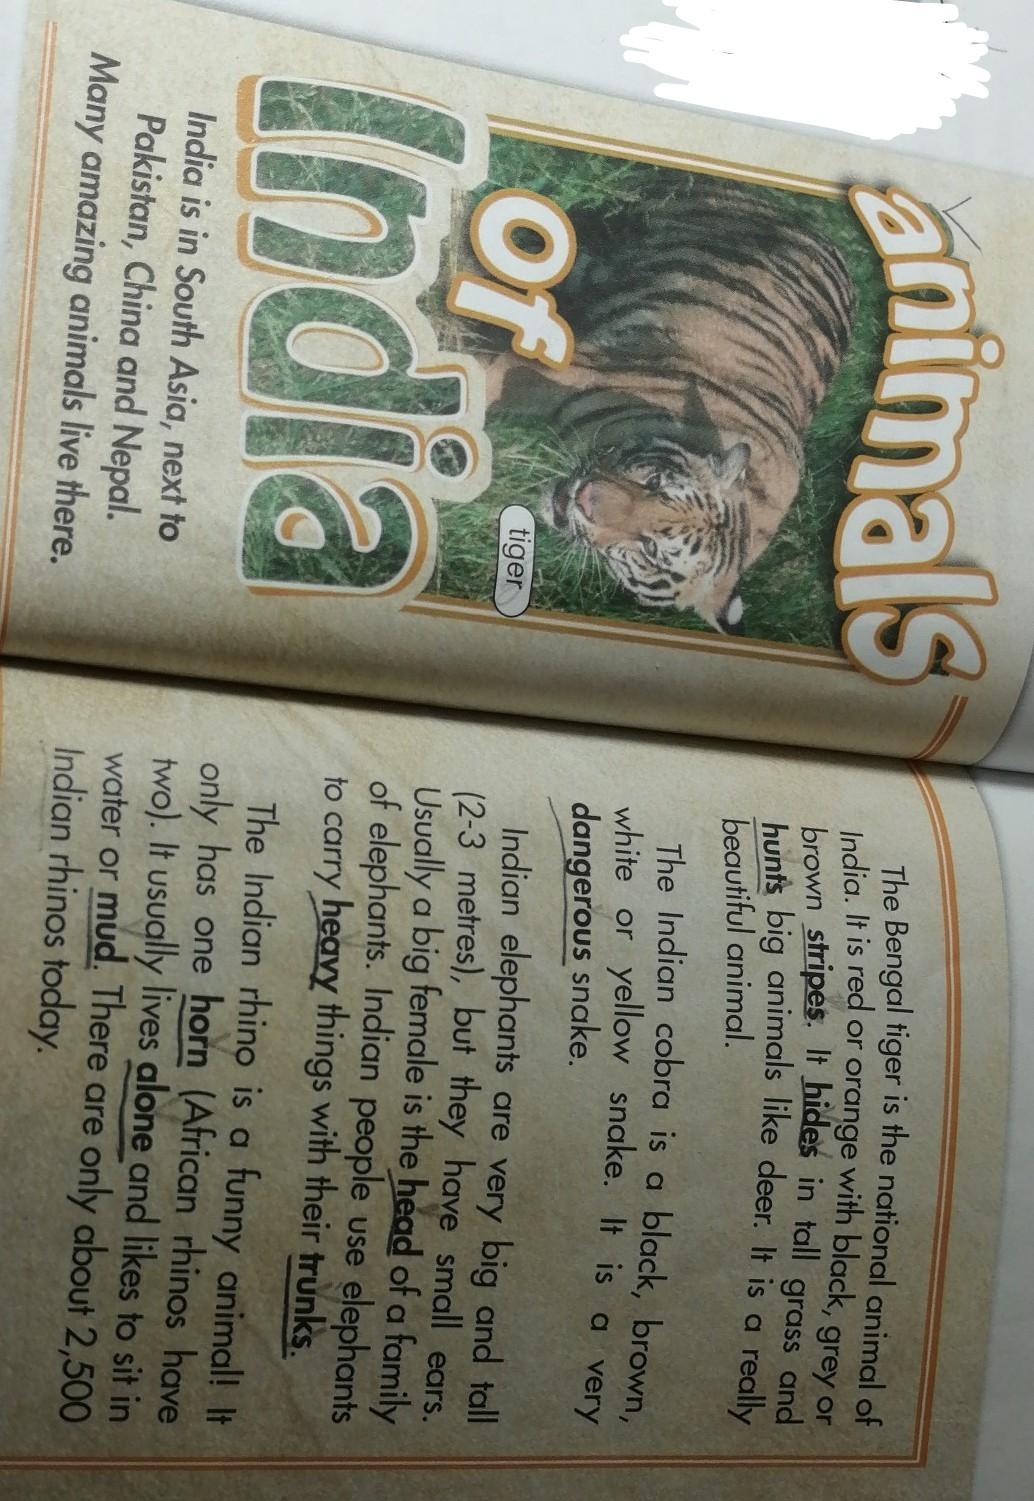 animals
of
India
tiger
India is in South Asia, next to
Pakistan, China and Nepal.
Many amazing animals live there.
The Bengal tiger is the national animal of
India. It is red or orange with black, grey or
brown stripes. It hides in tall grass and
hunts big animals like deer. It is a really
beautiful animal.
The Indian cobra is a black, brown,
white or yellow snake. It is a very
dangerous snake.
Indian elephants are very big and tall
(2-3 metres), but they have small ears.
Usually a big female is the head of a family
of elephants. Indian people use elephants
to carry heavy things with their trunks.
The Indian rhino is a funny animal! It
only has one horn (African rhinos have
two). It usually lives alone and likes to sit in
water or mud. There are only about 2,500
Indian rhinos today.